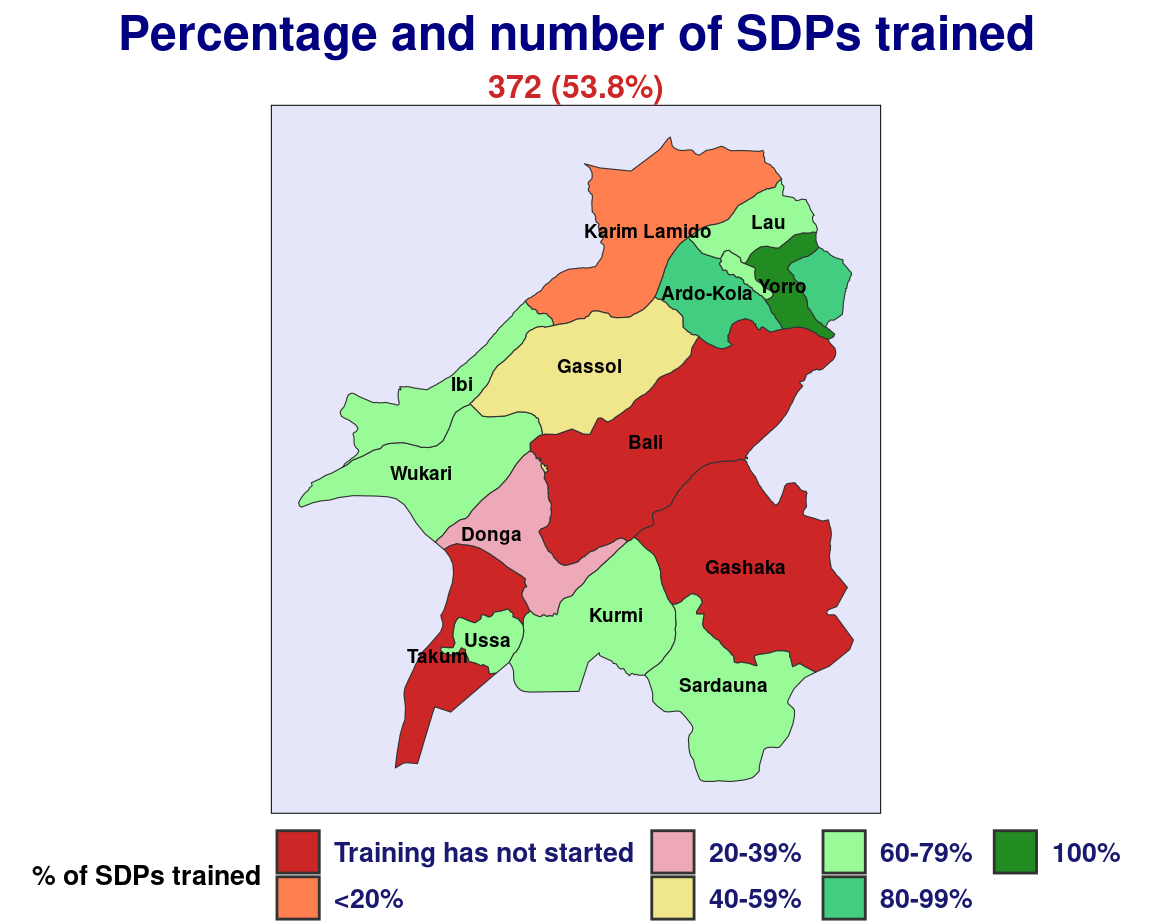 Percentage and number of SDPs trained
372 (53.8%)
Karim Lamido
Lau
Ardo-Kola
Yorro
Gassol
Ibi
Bali
Wukari
Donga
Gashaka
Kurmi
Ussa
Takum
Sardauna
% of SDPs trained
Training has not started
<20%
20-39%
40-59%
60-79%
80-99%
100%